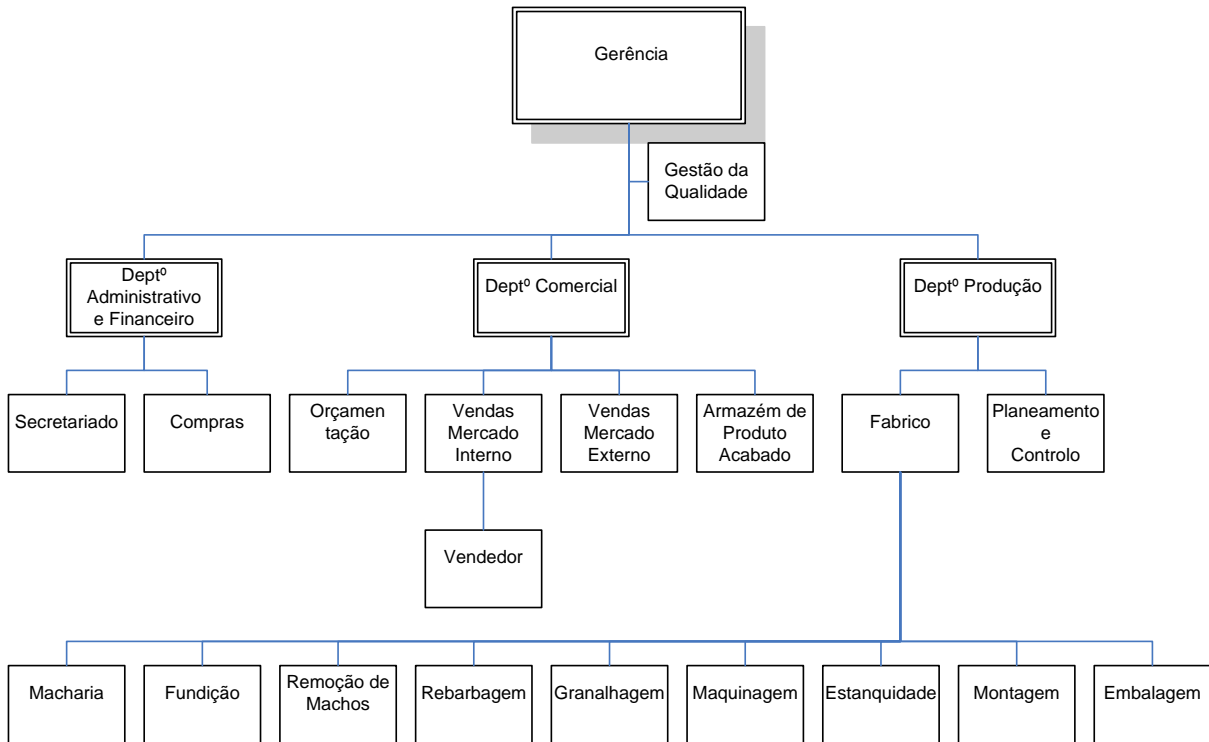 Gerência
Gestão da
Qualidade
Deptº
Administrativo
e Financeiro
Deptº Comercial
Deptº Produção
Secretariado
Compras
Orçamen
tação
Vendas
Mercado
Interno
Vendas
Mercado
Externo
Armazém de
Produto
Acabado
Fabrico
Planeamento
e
Controlo
Vendedor
Macharia
Fundição
Remoção de
Machos
Rebarbagem
Granalhagem
Maquinagem
Estanquidade
Montagem
Embalagem